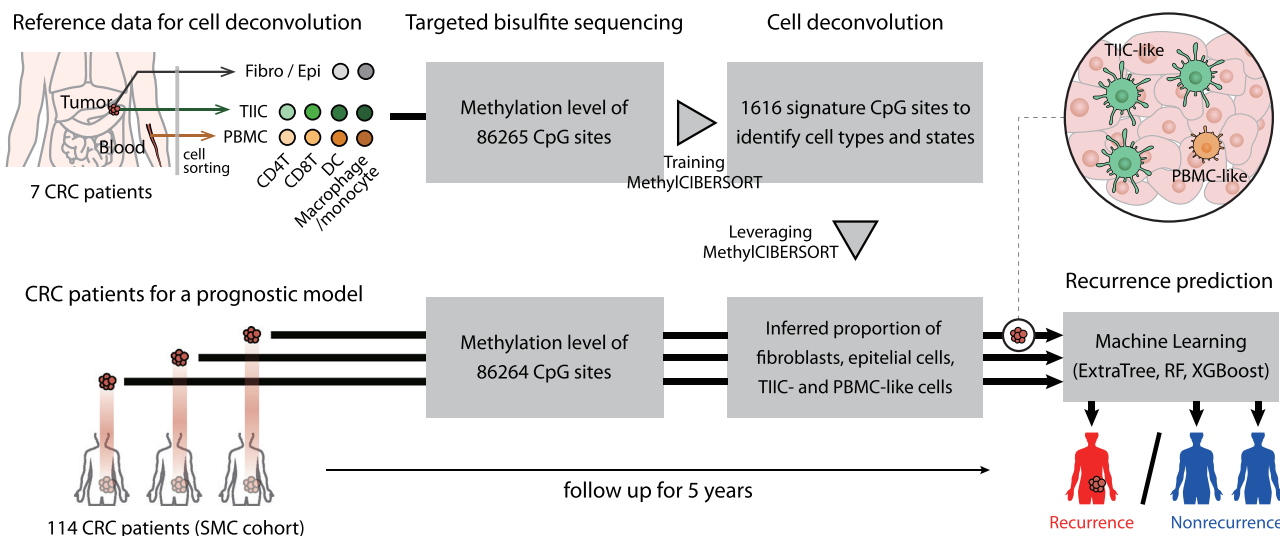 Reference data for cell deconvolution
Targeted bisulfite sequencing
Cell deconvolution
Fibro / Epi
Tumor
TIIC
PBMC
Blood
cell
sorting
CD4T
CD8T
DC
Macrophage
/monocyte
7 CRC patients
Methylation level of
86265 CpG sites
Training
MethylCIBERSORT
1616 signature CpG sites to
identify cell types and states
TIIC-like
PBMC-like
Leveraging
MethylCIBERSORT
CRC patients for a prognostic model
Methylation level of
86264 CpG sites
Inferred proportion of
fibroblasts, epitelial cells,
TIIC- and PBMC-like cells
Recurrence prediction
Machine Learning
(ExtraTree, RF, XGBoost)
follow up for 5 years
114 CRC patients (SMC cohort)
Recurrence
Nonrecurrence